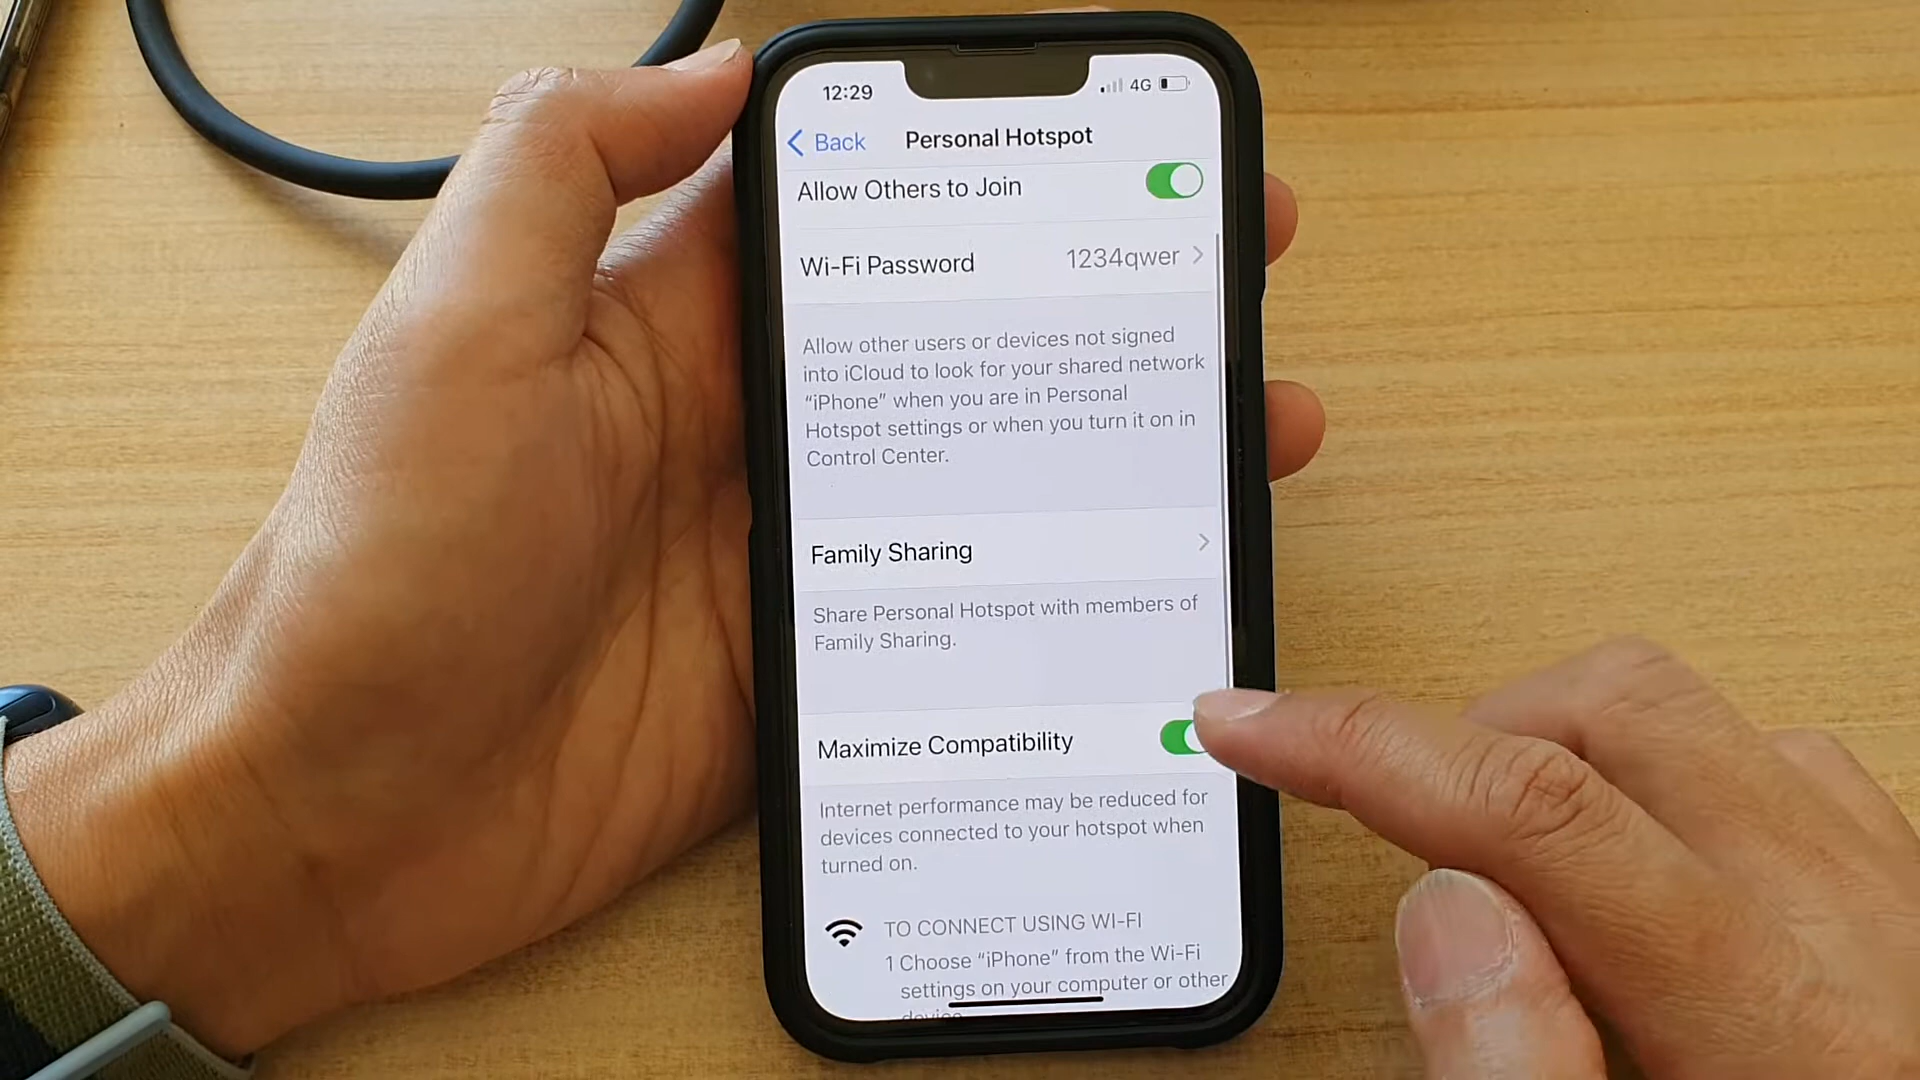 12:29
4G
Back
Personal Hotspot
Allow Others to Join
Wi-Fi Password
1234qwer
Allow other users or devices not signed
into iCloud to look for your shared network
“iPhone” when you are in Personal
Hotspot settings or when you turn it on in
Control Center.
Family Sharing
Share Personal Hotspot with members of
Family Sharing.
Maximize Compatibility
Internet performance may be reduced for
devices connected to your hotspot when
turned on.
TO CONNECT USING WI-FI
1 Choose “iPhone” from the Wi-Fi
settings on your computer or other
device.